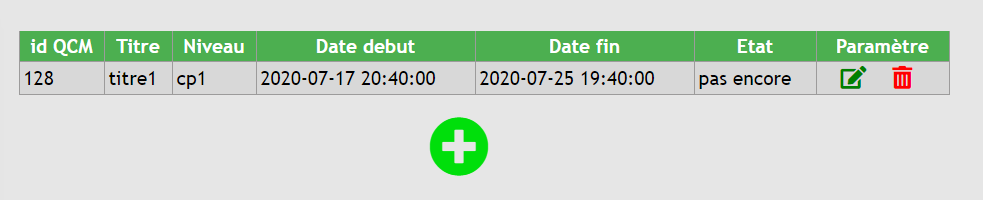 id QCM Titre Niveau Date debut Date fin Etat Paramètre
128 titre1 cp1 2020-07-17 20:40:00 2020-07-25 19:40:00 pas encore